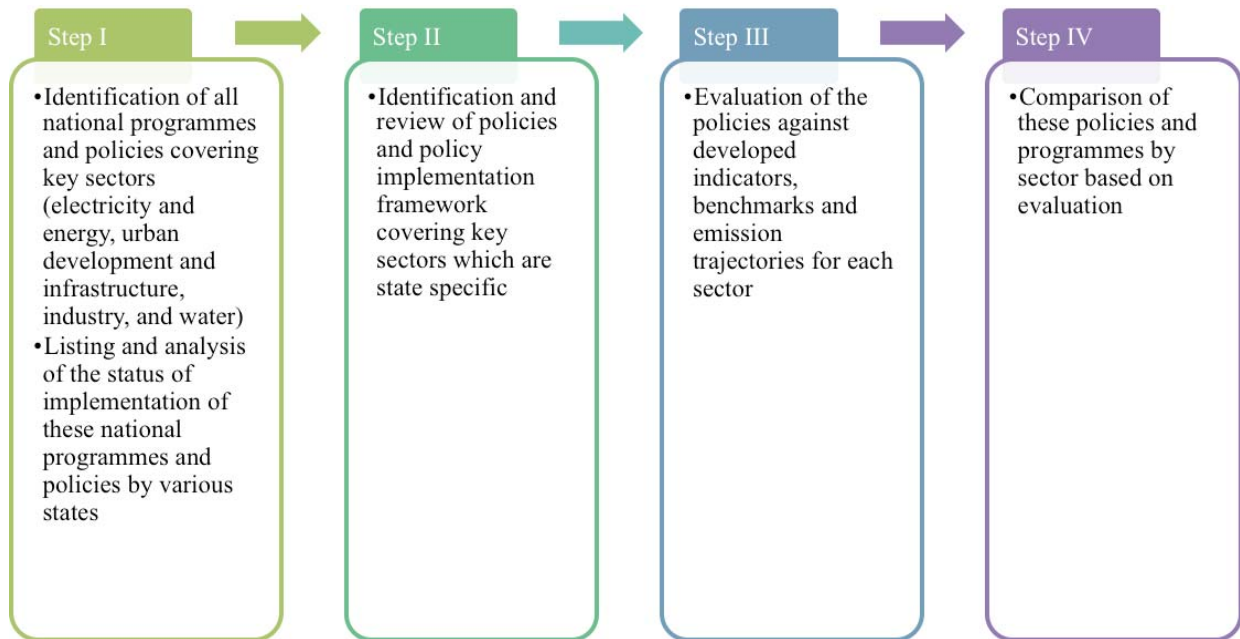 Step I
•Identification of all
national programmes
and policies covering
key sectors
(electricity and
energy, urban
development and
infrastructure,
industry, and water)
•Listing and analysis
of the status of
implementation of
these national
programmes and
policies by various
states
Step II
•Identification and
review of policies
and policy
implementation
framework
covering key
sectors which are
state specific
Step III
•Evaluation of the
policies against
developed
indicators,
benchmarks and
emission
trajectories for each
sector
Step IV
•Comparison of
these policies and
programmes by
sector based on
evaluation